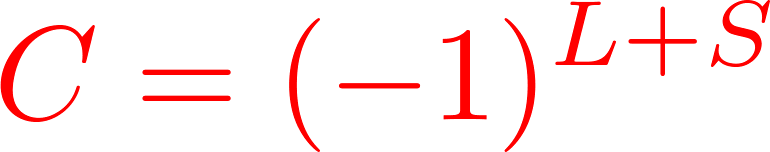 C = (−1)^{L+S}